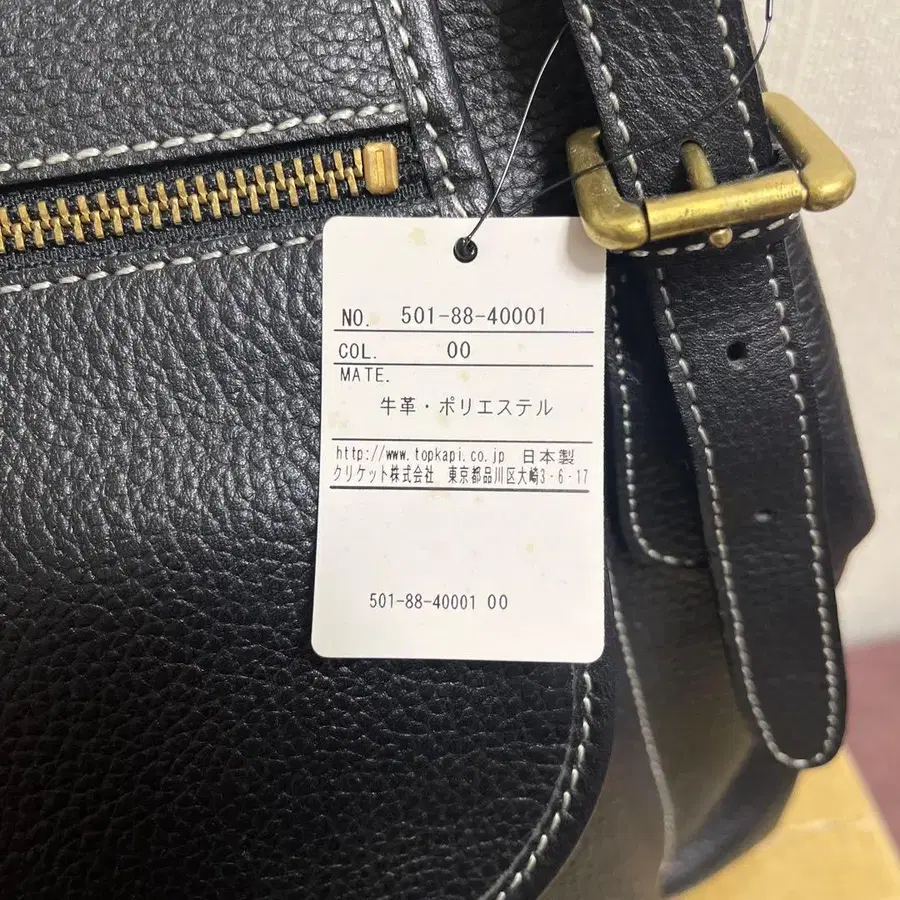 NO. 501-88-40001
COL. 00
MATE.
牛革・ポリエステル
http://www.topkapi.co.jp 日本製
クリケット株式会社 東京都品川区大崎3-6-17
501-88-40001 00